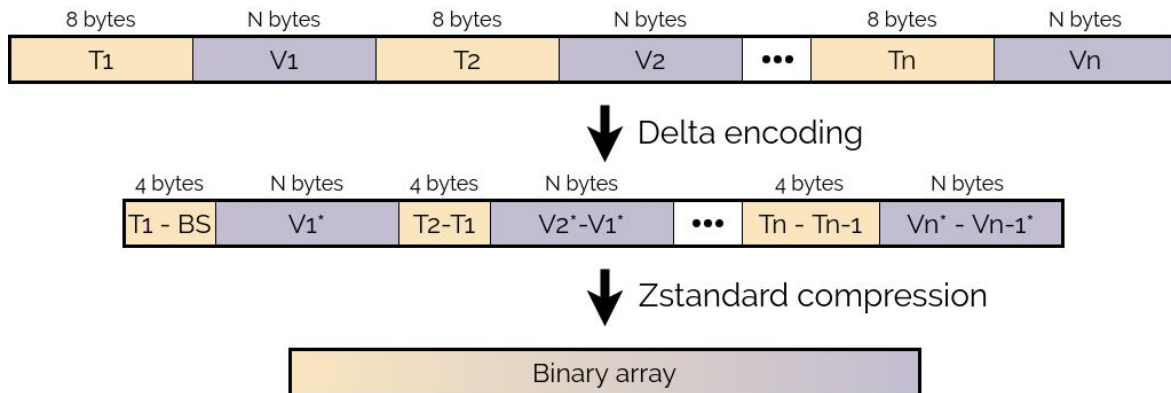 8 bytes N bytes 8 bytes N bytes 8 bytes N bytes
T1 V1 T2 V2 ••• Tn Vn
Delta encoding
4 bytes N bytes 4 bytes N bytes 4 bytes N bytes
T1 - BS V1* T2-T1 V2*-V1* ••• Tn - Tn-1 Vn* - Vn-1*
Zstandard compression
Binary array